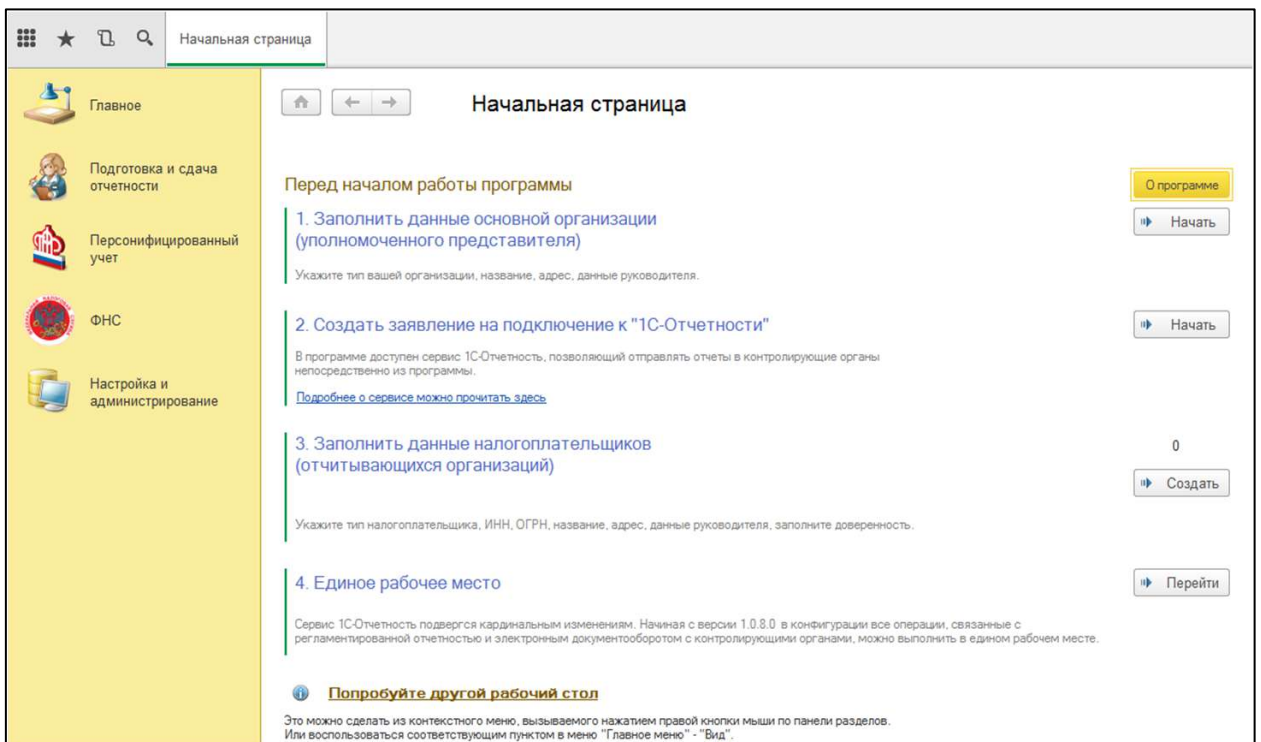 Начальная страница
Главное
Подготовка и сдача
отчетности
Персонифицированный
учет
ФНС
Настройка и
администрирование
Начальная страница
Перед началом работы программы
О программе
1. Заполнить данные основной организации
(уполномоченного представителя)
Начать
Укажите тип вашей организации, название, адрес, данные руководителя.
2. Создать заявление на подключение к "1С-Отчетности"
Начать
В программе доступен сервис 1С-Отчетность, позволяющий отправлять отчеты в контролирующие органы
непосредственно из программы.
Подробнее о сервисе можно прочитать здесь
3. Заполнить данные налогоплательщиков
(отчитывающихся организаций)
0
Создать
Укажите тип налогоплательщика, ИНН, ОГРН, название, адрес, данные руководителя, заполните доверенность.
4. Единое рабочее место
Перейти
Сервис 1С-Отчетность подвергся кардинальным изменениям. Начиная с версии 1.0.8.0 в конфигурации все операции, связанные с
регламентированной отчетностью и электронным документооборотом с контролирующими органами, можно выполнить в едином рабочем месте.
Попробуйте другой рабочий стол
Это можно сделать из контекстного меню, вызываемого нажатием правой кнопки мыши по панели разделов.
Или воспользоваться соответствующим пунктом в меню "Главное меню" - "Вид".